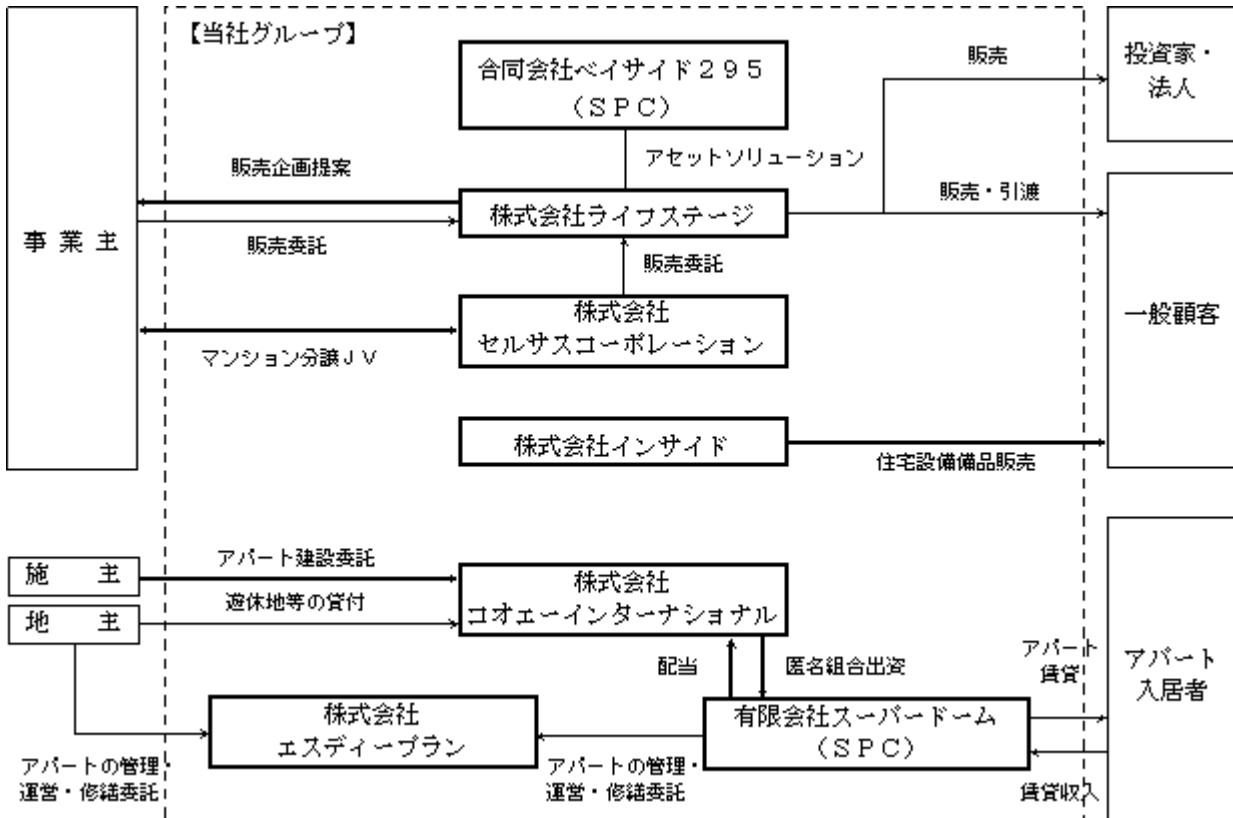 【当社グループ】
合同会社ベイサイド２９５
（ＳＰＣ）
販売
投資家・
法人
アセットソリューション
販売企画提案
株式会社ライフステージ
販売・引渡
事 業 主
販売委託
販売委託
株式会社
セルサスコーポレーション
一般顧客
マンション分譲ＪＶ
株式会社インサイド
住宅設備備品販売
施　　主
アパート建設委託
株式会社
コオェーインターナショナル
地　　主
遊休地等の貸付
配当
匿名組合出資
アパート
賃貸
アパート
入居者
株式会社
エスディープラン
有限会社スーパードーム
（ＳＰＣ）
アパートの管理・
運営・修繕委託
アパートの管理・
運営・修繕委託
賃貸収入